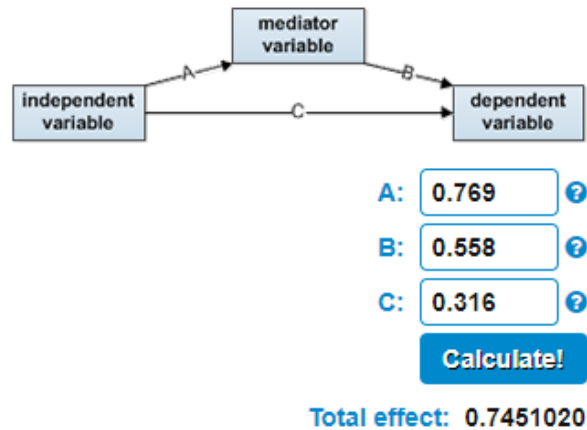 mediator
variable
A
B
independent
variable
C
dependent
variable
A: 0.769 ?
B: 0.558 ?
C: 0.316 ?
Calculate!
Total effect: 0.7451020